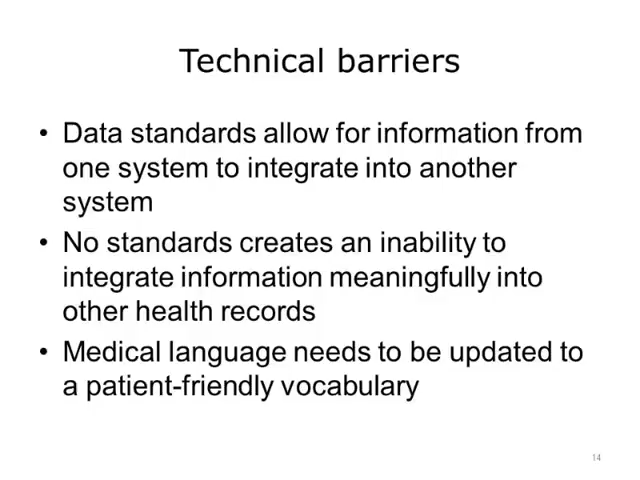 Technical barriers
• Data standards allow for information from
one system to integrate into another
system
• No standards creates an inability to
integrate information meaningfully into
other health records
• Medical language needs to be updated to
a patient-friendly vocabulary
14